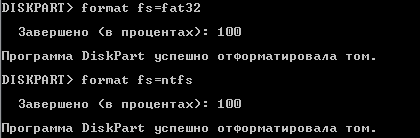 DISKPART> format fs=fat32
Завершено (в процентах): 100
Программа DiskPart успешно отформатировала том.
DISKPART> format fs=ntfs
Завершено (в процентах): 100
Программа DiskPart успешно отформатировала том.